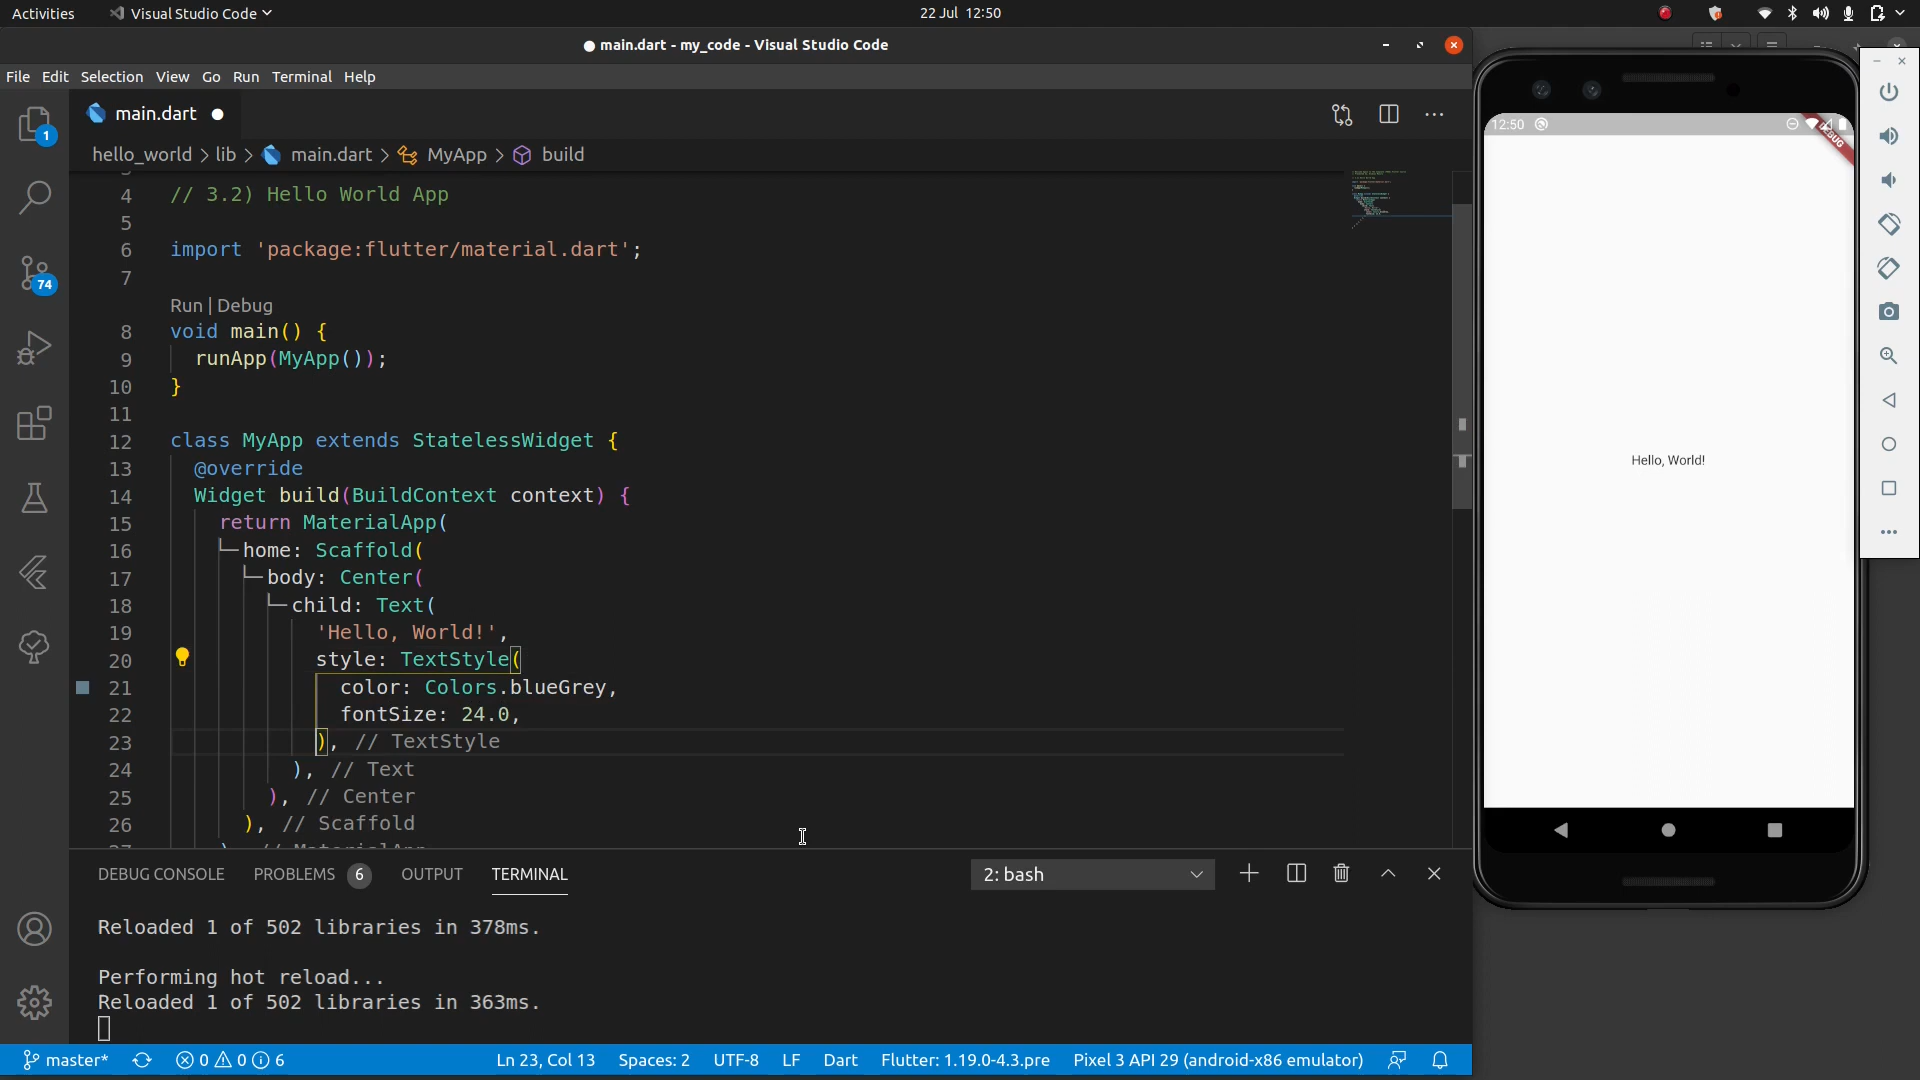 Activities
Visual Studio Code
22 Jul 12:50
main.dart - my_code - Visual Studio Code
File Edit Selection View Go Run Terminal Help
main.dart
hello_world > lib > main.dart > MyApp > build
4 // 3.2) Hello World App
5
6 import 'package:flutter/material.dart';
7
Run | Debug
8 void main() {
9 runApp(MyApp());
10 }
11
12 class MyApp extends StatelessWidget {
13 @override
14 Widget build(BuildContext context) {
15 return MaterialApp(
16 home: Scaffold(
17 body: Center(
18 child: Text(
19 'Hello, World!',
20 style: TextStyle(
21 color: Colors.blueGrey,
22 fontSize: 24.0,
23 ), // TextStyle
24 ), // Text
25 ), // Center
26 ), // Scaffold
27 ), // MaterialApp
DEBUG CONSOLE PROBLEMS 6 OUTPUT TERMINAL
2: bash
Reloaded 1 of 502 libraries in 378ms.
Performing hot reload...
Reloaded 1 of 502 libraries in 363ms.
1
74
master* 0 0 6 Ln 23, Col 13 Spaces: 2 UTF-8 LF Dart Flutter: 1.19.0-4.3.pre Pixel 3 API 29 (android-x86 emulator)
12:50
DEBUG
Hello, World!